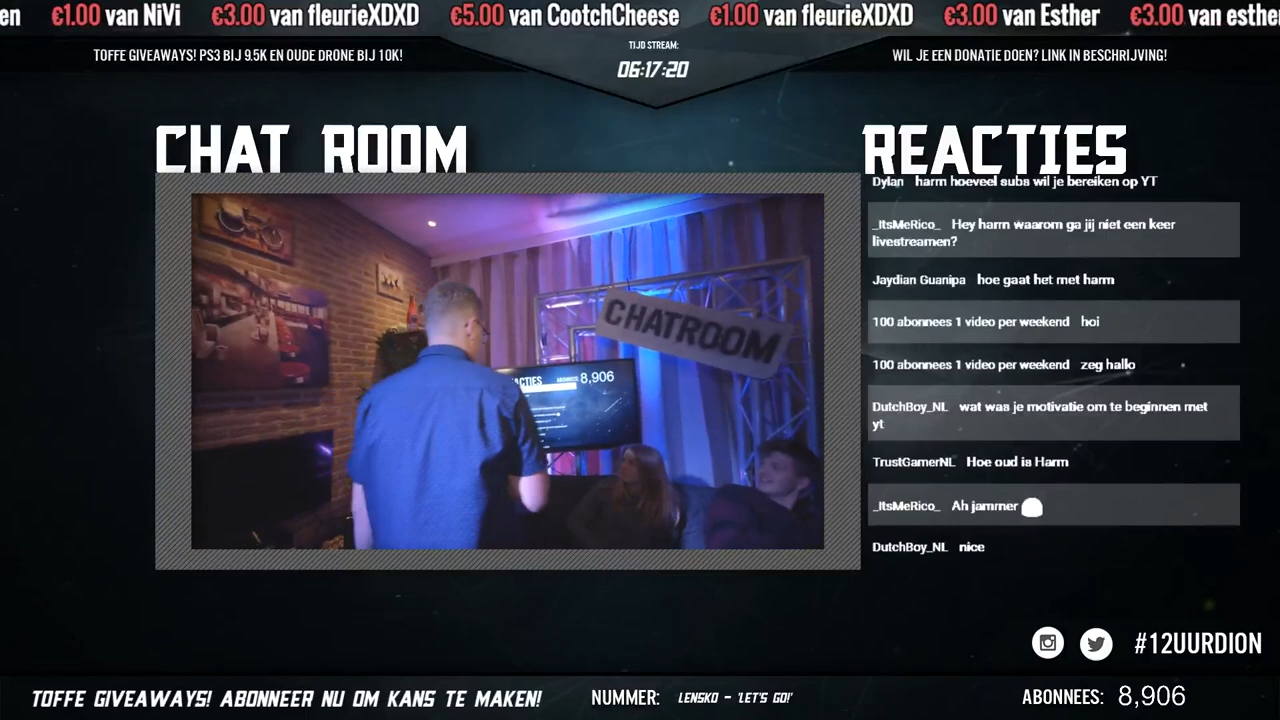 en €1.00 van NiVi €3.00 van fleurieXDXD €5.00 van CootchCheese €1.00 van fleurieXDXD €3.00 van Esther €3.00 van esther
TOFFE GIVEAWAYS! PS3 BIJ 9.5K EN OUDE DRONE BIJ 10K!
TIJD STREAM:
06:17:20
WIL JE EEN DONATIE DOEN? LINK IN BESCHRIJVING!
CHAT ROOM
REACTIES
Dylan harm hoeveel subs wil je bereiken op YT
_ItsMeRico_ Hey harm waarom ga jij niet een keer
livestreamen?
Jaydian Guanipa hoe gaat het met harm
100 abonnees 1 video per weekend hoi
100 abonnees 1 video per weekend zeg hallo
DutchBoy_NL wat was je motivatie om te beginnen met
yt
TrustGamerNL Hoe oud is Harm
_ItsMeRico_ Ah jammer
DutchBoy_NL nice
CHATROOM
ACTIES ABONNEES: 8,906
#12UURDION
TOFFE GIVEAWAYS! ABONNEER NU OM KANS TE MAKEN!
NUMMER: LENSKO - 'LET'S GO!'
ABONNEES: 8,906